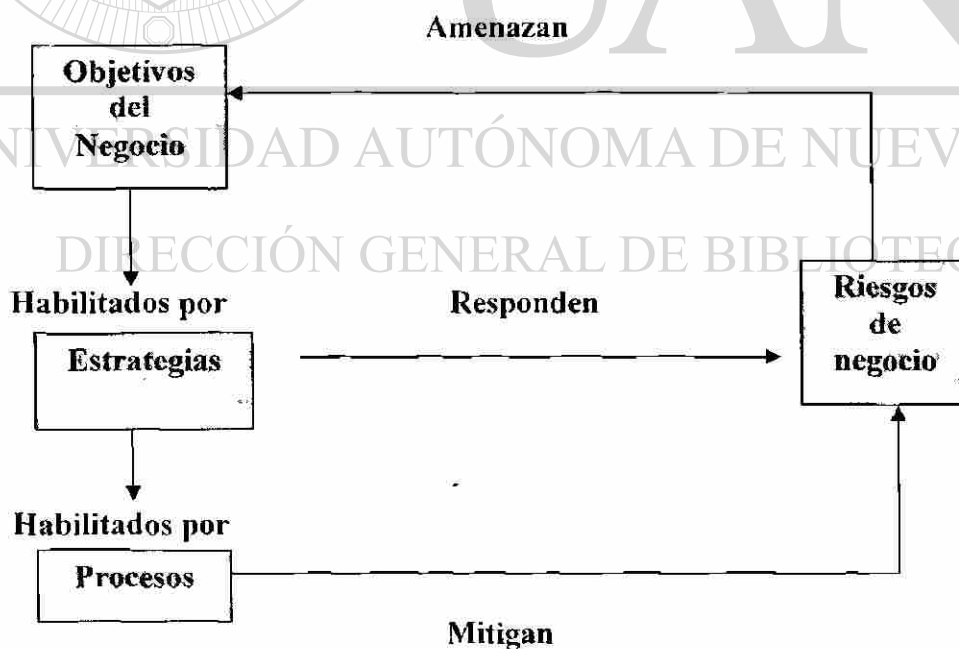 Amenazan
Objetivos
del
Negocio
NIVERSIDAD AUTÓNOMA DE NUEV
DIRECCIÓN GENERAL DE BIBLIOTEC
Habilitados por
Responden
Riesgos
de
negocio
Estrategias
Habilitados por
Procesos
Mitigan